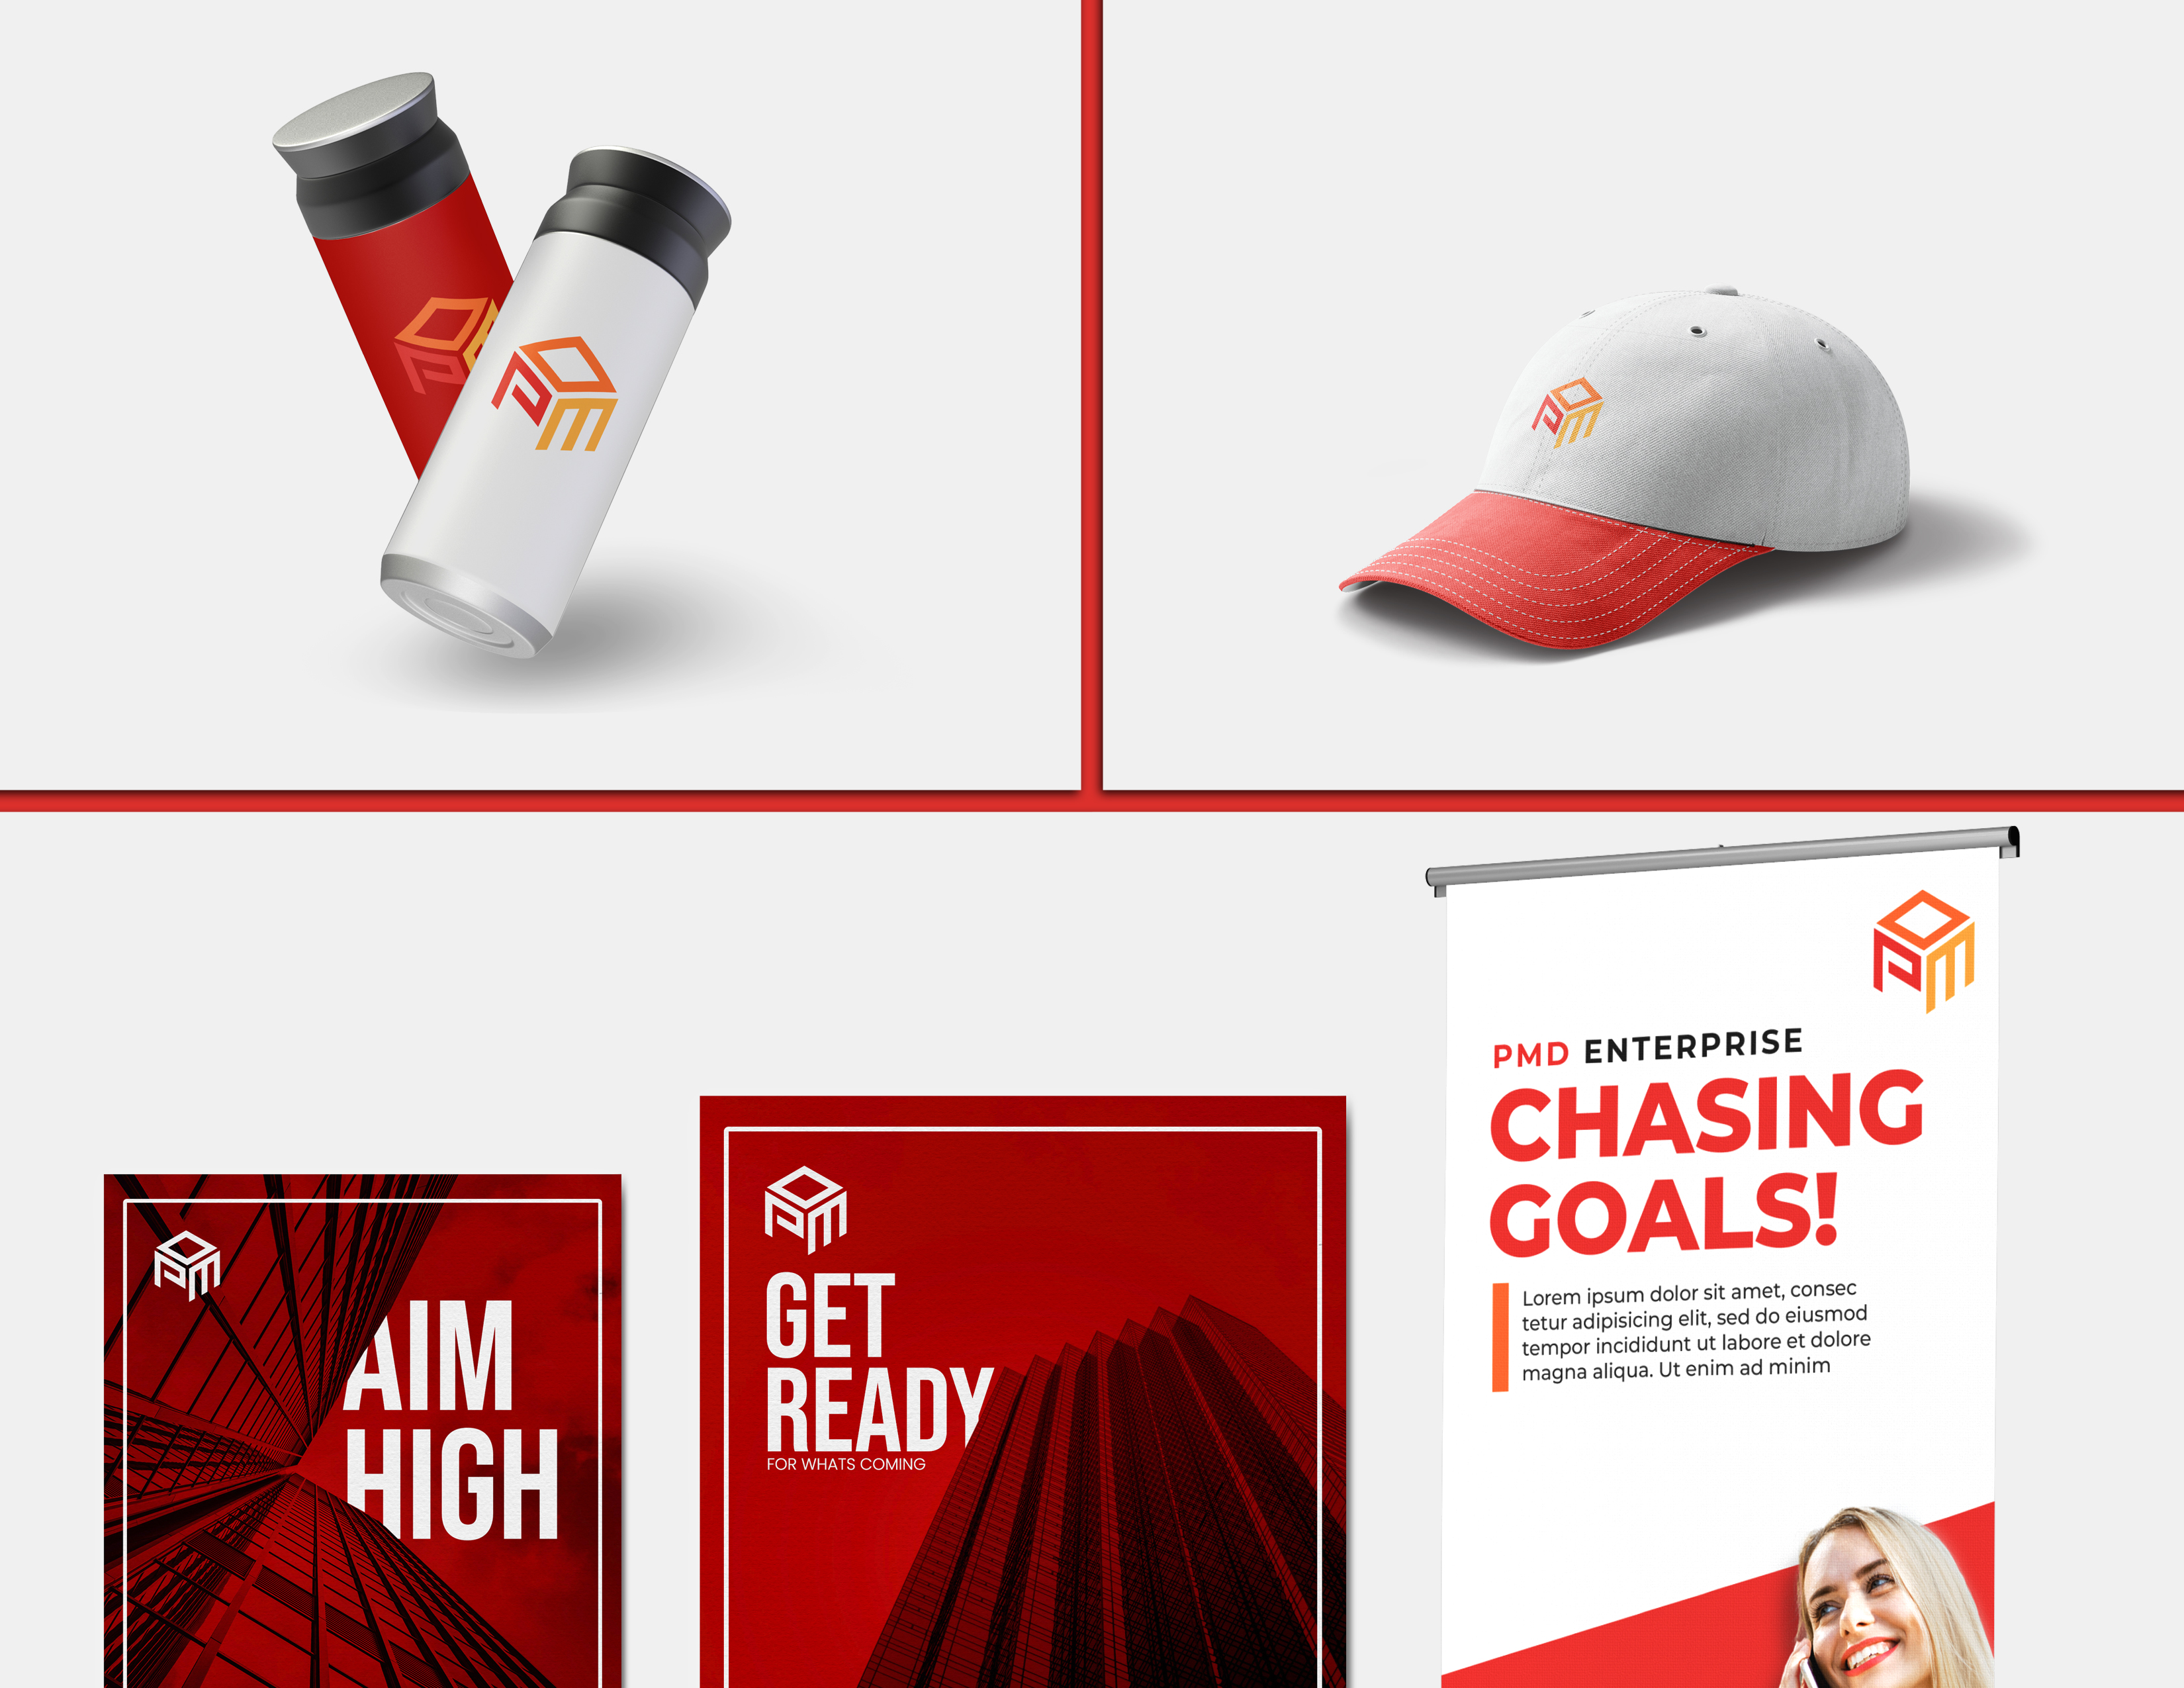 AIM
HIGH
GET
READY
FOR WHATS COMING
PMD ENTERPRISE
CHASING
GOALS!
Lorem ipsum dolor sit amet, consec
tetur adipisicing elit, sed do eiusmod
tempor incididunt ut labore et dolore
magna aliqua. Ut enim ad minim